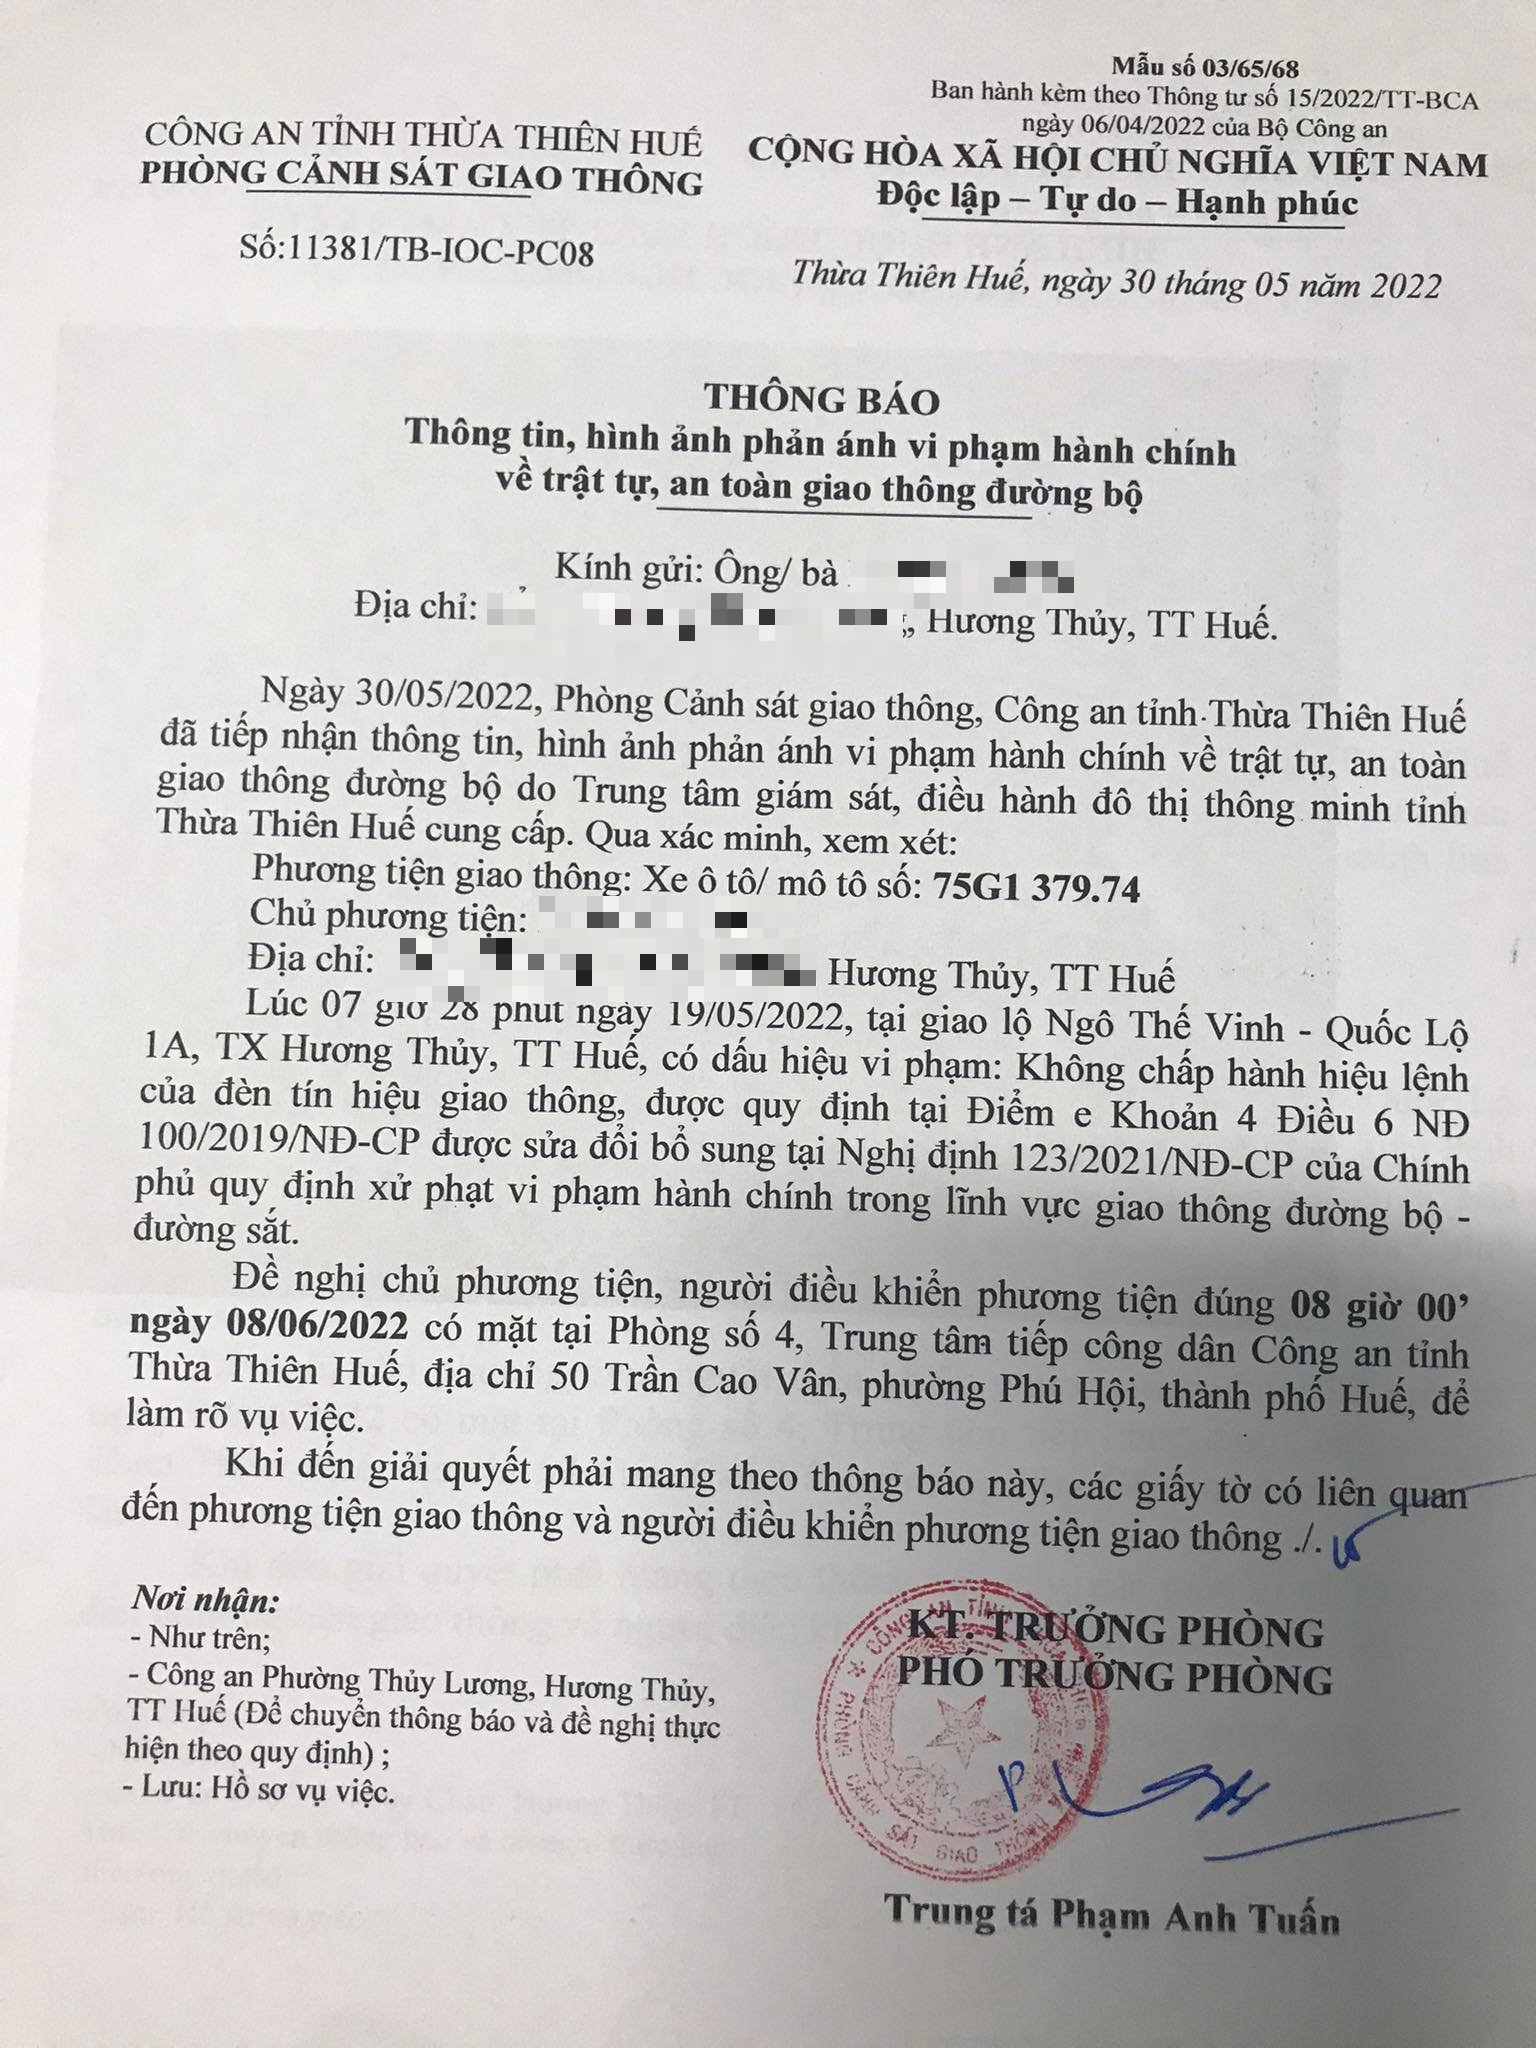 Mẫu số 03/65/68
Ban hành kèm theo Thông tư số 15/2022/TT-BCA
ngày 06/04/2022 của Bộ Công an
CÔNG AN TỈNH THỪA THIÊN HUẾ
PHÒNG CẢNH SÁT GIAO THÔNG
CỘNG HÒA XÃ HỘI CHỦ NGHĨA VIỆT NAM
Độc lập – Tự do – Hạnh phúc
Số:11381/TB-IOC-PC08
Thừa Thiên Huế, ngày 30 tháng 05 năm 2022
THÔNG BÁO
Thông tin, hình ảnh phản ánh vi phạm hành chính
về trật tự, an toàn giao thông đường bộ
Kính gửi: Ông/ bà
Địa chỉ: , Hương Thủy, TT Huế.
Ngày 30/05/2022, Phòng Cảnh sát giao thông, Công an tỉnh Thừa Thiên Huế
đã tiếp nhận thông tin, hình ảnh phản ánh vi phạm hành chính về trật tự, an toàn
giao thông đường bộ do Trung tâm giám sát, điều hành đô thị thông minh tỉnh
Thừa Thiên Huế cung cấp. Qua xác minh, xem xét:
Phương tiện giao thông: Xe ô tô/ mô tô số: 75G1 379.74
Chủ phương tiện:
Địa chỉ: Hương Thủy, TT Huế
Lúc 07 giờ 28 phút ngày 19/05/2022, tại giao lộ Ngô Thế Vinh - Quốc Lộ
1A, TX Hương Thủy, TT Huế, có dấu hiệu vi phạm: Không chấp hành hiệu lệnh
của đèn tín hiệu giao thông, được quy định tại Điểm e Khoản 4 Điều 6 NĐ
100/2019/NĐ-CP được sửa đổi bổ sung tại Nghị định 123/2021/NĐ-CP của Chính
phủ quy định xử phạt vi phạm hành chính trong lĩnh vực giao thông đường bộ -
đường sắt.
Đề nghị chủ phương tiện, người điều khiển phương tiện đúng 08 giờ 00’
ngày 08/06/2022 có mặt tại Phòng số 4, Trung tâm tiếp công dân Công an tỉnh
Thừa Thiên Huế, địa chỉ 50 Trần Cao Vân, phường Phú Hội, thành phố Huế, để
làm rõ vụ việc.
Khi đến giải quyết phải mang theo thông báo này, các giấy tờ có liên quan
đến phương tiện giao thông và người điều khiển phương tiện giao thông ./.
Nơi nhận:
- Như trên;
- Công an Phường Thủy Lương, Hương Thủy,
TT Huế (Để chuyển thông báo và đề nghị thực
hiện theo quy định) ;
- Lưu: Hồ sơ vụ việc.
KT. TRƯỞNG PHÒNG
PHÓ TRƯỞNG PHÒNG
PHÒNG CẢNH SÁT GIAO THÔNG
CÔNG AN TỈNH
Trung tá Phạm Anh Tuấn